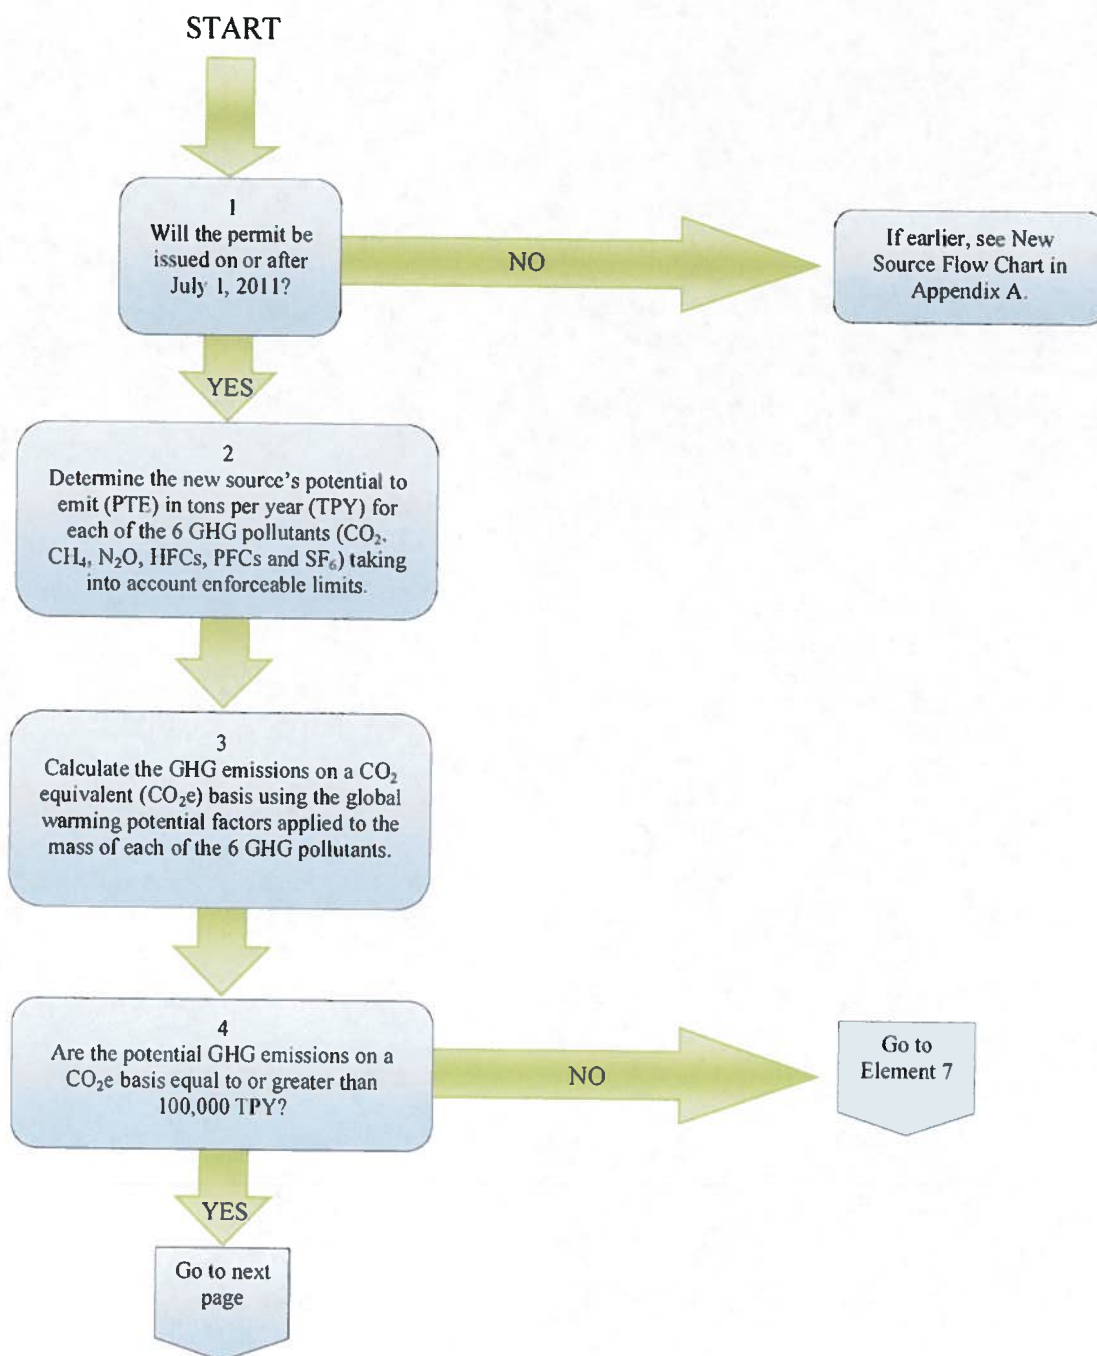 START
1
Will the permit be
issued on or after
July 1, 2011?
NO
If earlier, see New
Source Flow Chart in
Appendix A.
YES
2
Determine the new source's potential to
emit (PTE) in tons per year (TPY) for
each of the 6 GHG pollutants (CO₂,
CH₄, N₂O, HFCs, PFCs and SF₆) taking
into account enforceable limits.
3
Calculate the GHG emissions on a CO₂
equivalent (CO₂e) basis using the global
warming potential factors applied to the
mass of each of the 6 GHG pollutants.
4
Are the potential GHG emissions on a
CO₂e basis equal to or greater than
100,000 TPY?
NO
Go to
Element 7
YES
Go to next
page